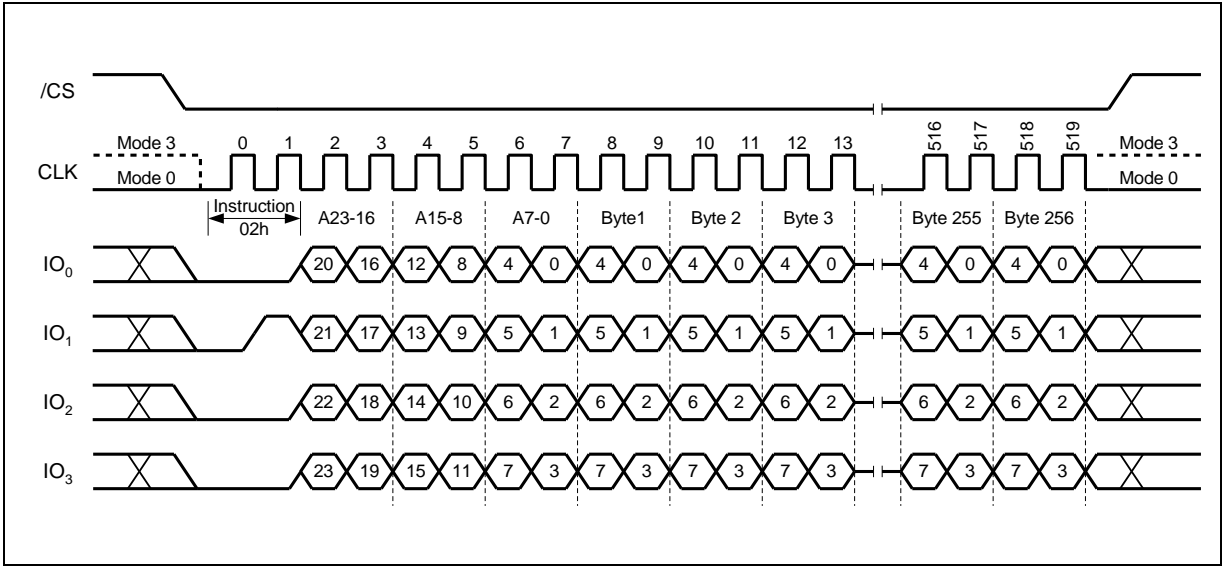 /CS
Mode 3 0 1 2 3 4 5 6 7 8 9 10 11 12 13 516 517 518 519 Mode 3
CLK Mode 0 Mode 0
Instruction
02h A23-16 A15-8 A7-0 Byte1 Byte 2 Byte 3 Byte 255 Byte 256
IO0 20 16 12 8 4 0 4 0 4 0 4 0 4 0 4 0
IO1 21 17 13 9 5 1 5 1 5 1 5 1 5 1 5 1
IO2 22 18 14 10 6 2 6 2 6 2 6 2 6 2 6 2
IO3 23 19 15 11 7 3 7 3 7 3 7 3 7 3 7 3